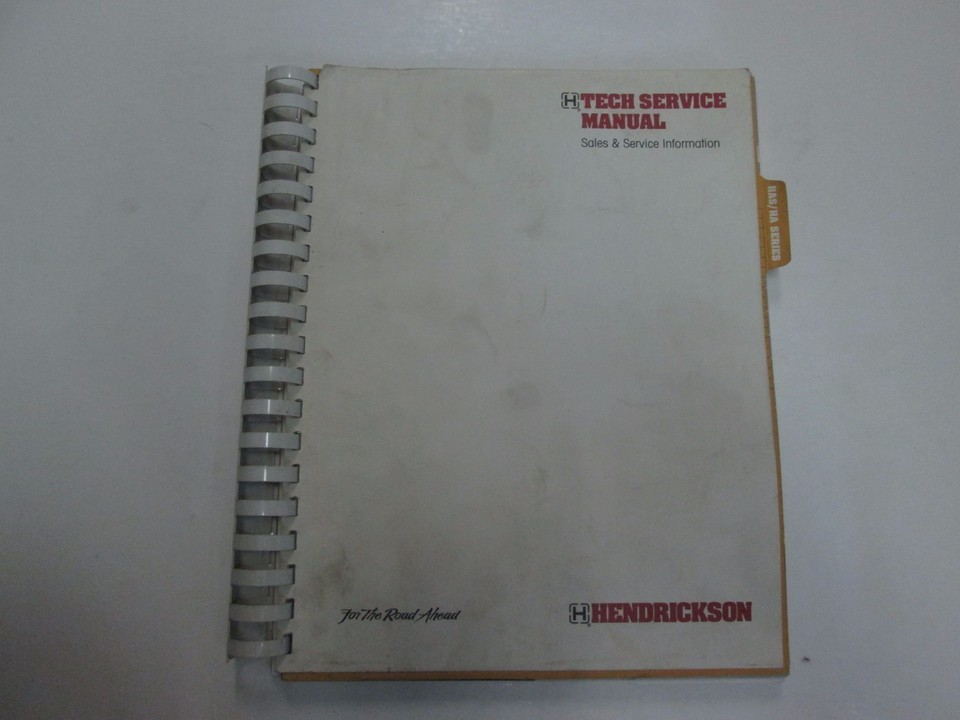 H TECH SERVICE
MANUAL
Sales & Service Information
HAS/HA SERIES
For The Road Ahead
H HENDRICKSON